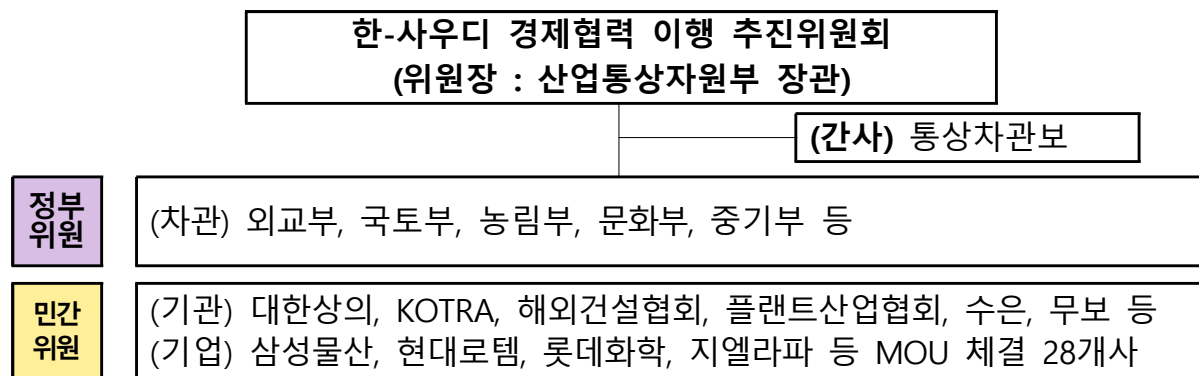 한-사우디 경제협력 이행 추진위원회
(위원장 : 산업통상자원부 장관)
(간사) 통상차관보
정부
위원
(차관) 외교부, 국토부, 농림부, 문화부, 중기부 등
민간
위원
(기관) 대한상의, KOTRA, 해외건설협회, 플랜트산업협회, 수은, 무보 등
(기업) 삼성물산, 현대로템, 롯데화학, 지엘라파 등 MOU 체결 28개사